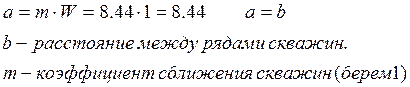 a = m · W = 8.44 · 1 = 8.44 a = b
b – расстояние между рядами скважин.
m – коэффициент сближения скважин (берем1)